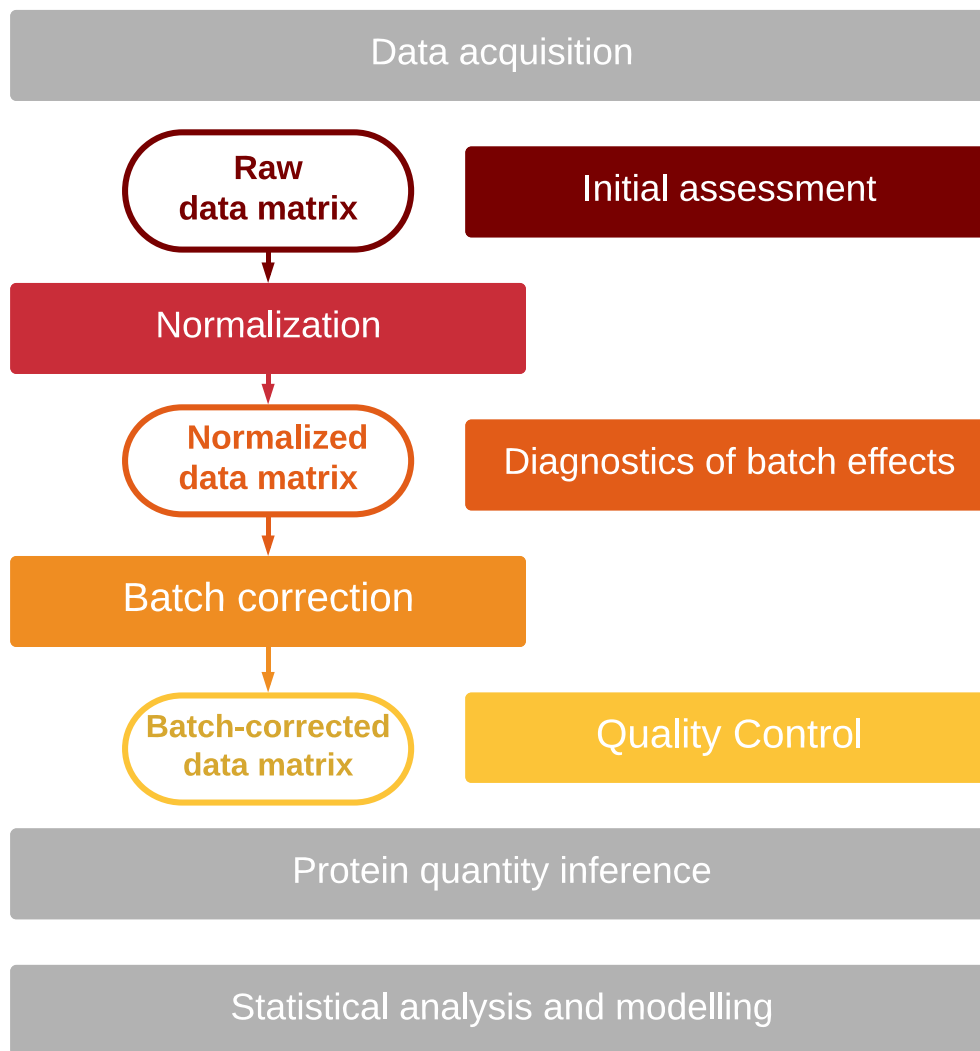 Data acquisition
Raw
data matrix
Initial assessment
Normalization
Normalized
data matrix
Diagnostics of batch effects
Batch correction
Batch-corrected
data matrix
Quality Control
Protein quantity inference
Statistical analysis and modelling